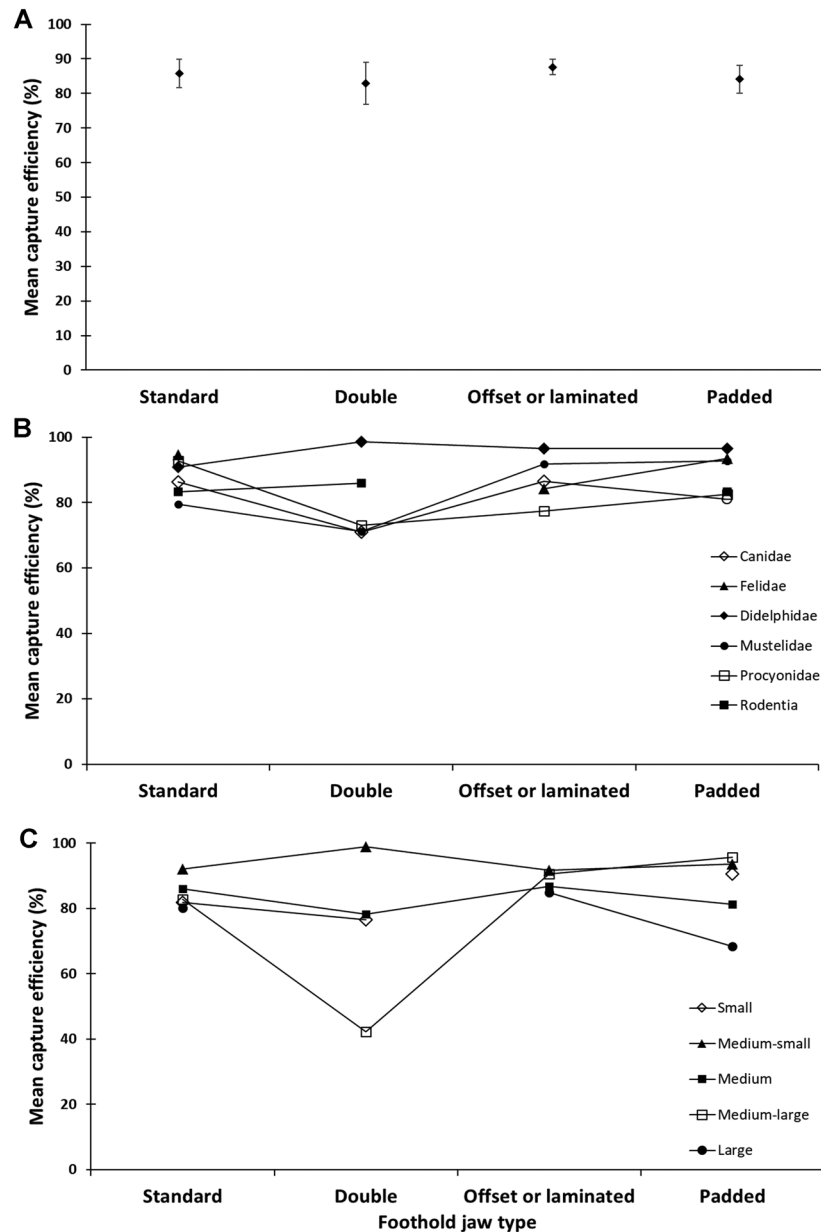 A
Mean capture efficiency (%)
100
90
80
70
60
50
40
30
20
10
0
Standard Double Offset or laminated Padded
B
Mean capture efficiency (%)
100
80
60
40
20
0
Canidae
Felidae
Didelphidae
Mustelidae
Procyonidae
Rodentia
Standard Double Offset or laminated Padded
C
Mean capture efficiency (%)
100
80
60
40
20
0
Small
Medium-small
Medium
Medium-large
Large
Standard Double Offset or laminated Padded
Foothold jaw type